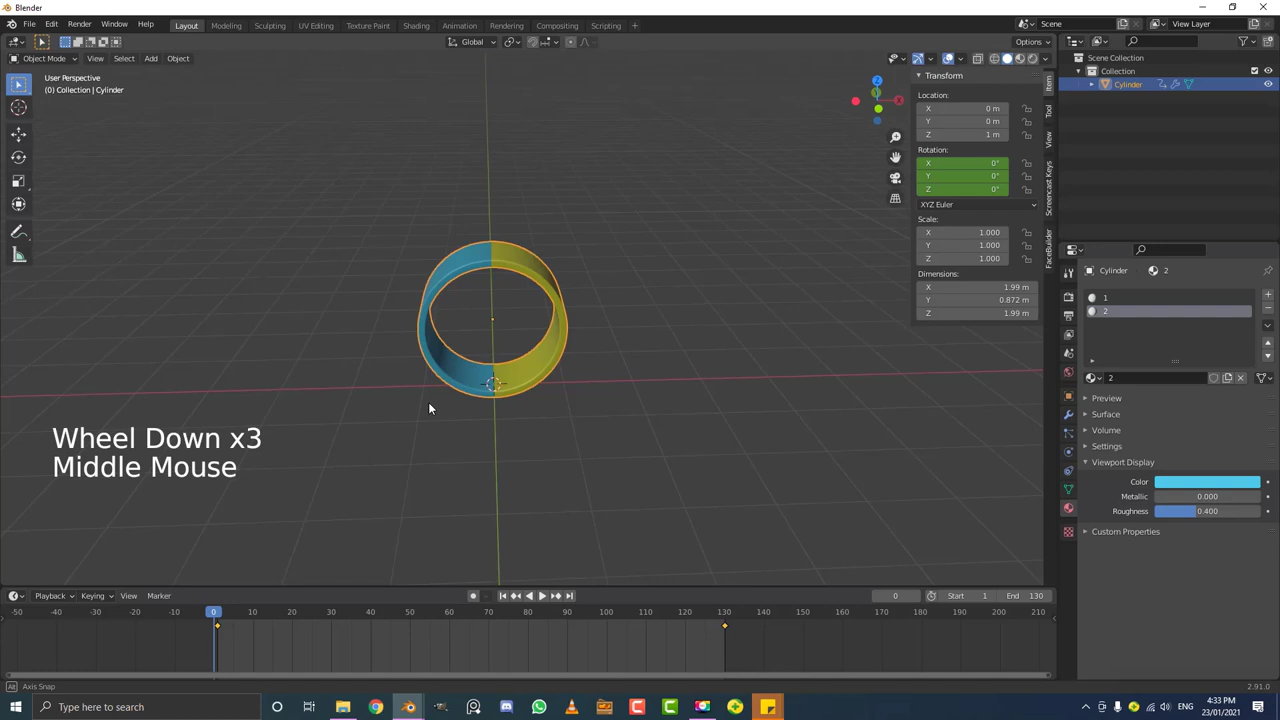 Blender
File Edit Render Window Help Layout Modeling Sculpting UV Editing Texture Paint Shading Animation Rendering Compositing Scripting +
Scene View Layer
Global Options
Object Mode View Select Add Object
User Perspective
(0) Collection | Cylinder
Transform
Location:
X 0 m
Y 0 m
Z 1 m
Rotation:
X 0°
Y 0°
Z 0°
XYZ Euler
Scale:
X 1.000
Y 1.000
Z 1.000
Dimensions:
X 1.99 m
Y 0.872 m
Z 1.99 m
Item
Tool
View
Screencast Keys
FaceBuilder
Z
X
Scene Collection
Collection
Cylinder
Cylinder 2
1
2
2
Preview
Surface
Volume
Settings
Viewport Display
Color
Metallic 0.000
Roughness 0.400
Custom Properties
Wheel Down x3
Middle Mouse
Playback Keying View Marker 0 Start 1 End 130
-50 -40 -30 -20 -10 0 10 20 30 40 50 60 70 80 90 100 110 120 130 140 150 160 170 180 190 200 210
Alt Axis Snap 2.91.0
Type here to search
4:33 PM
23/01/2021